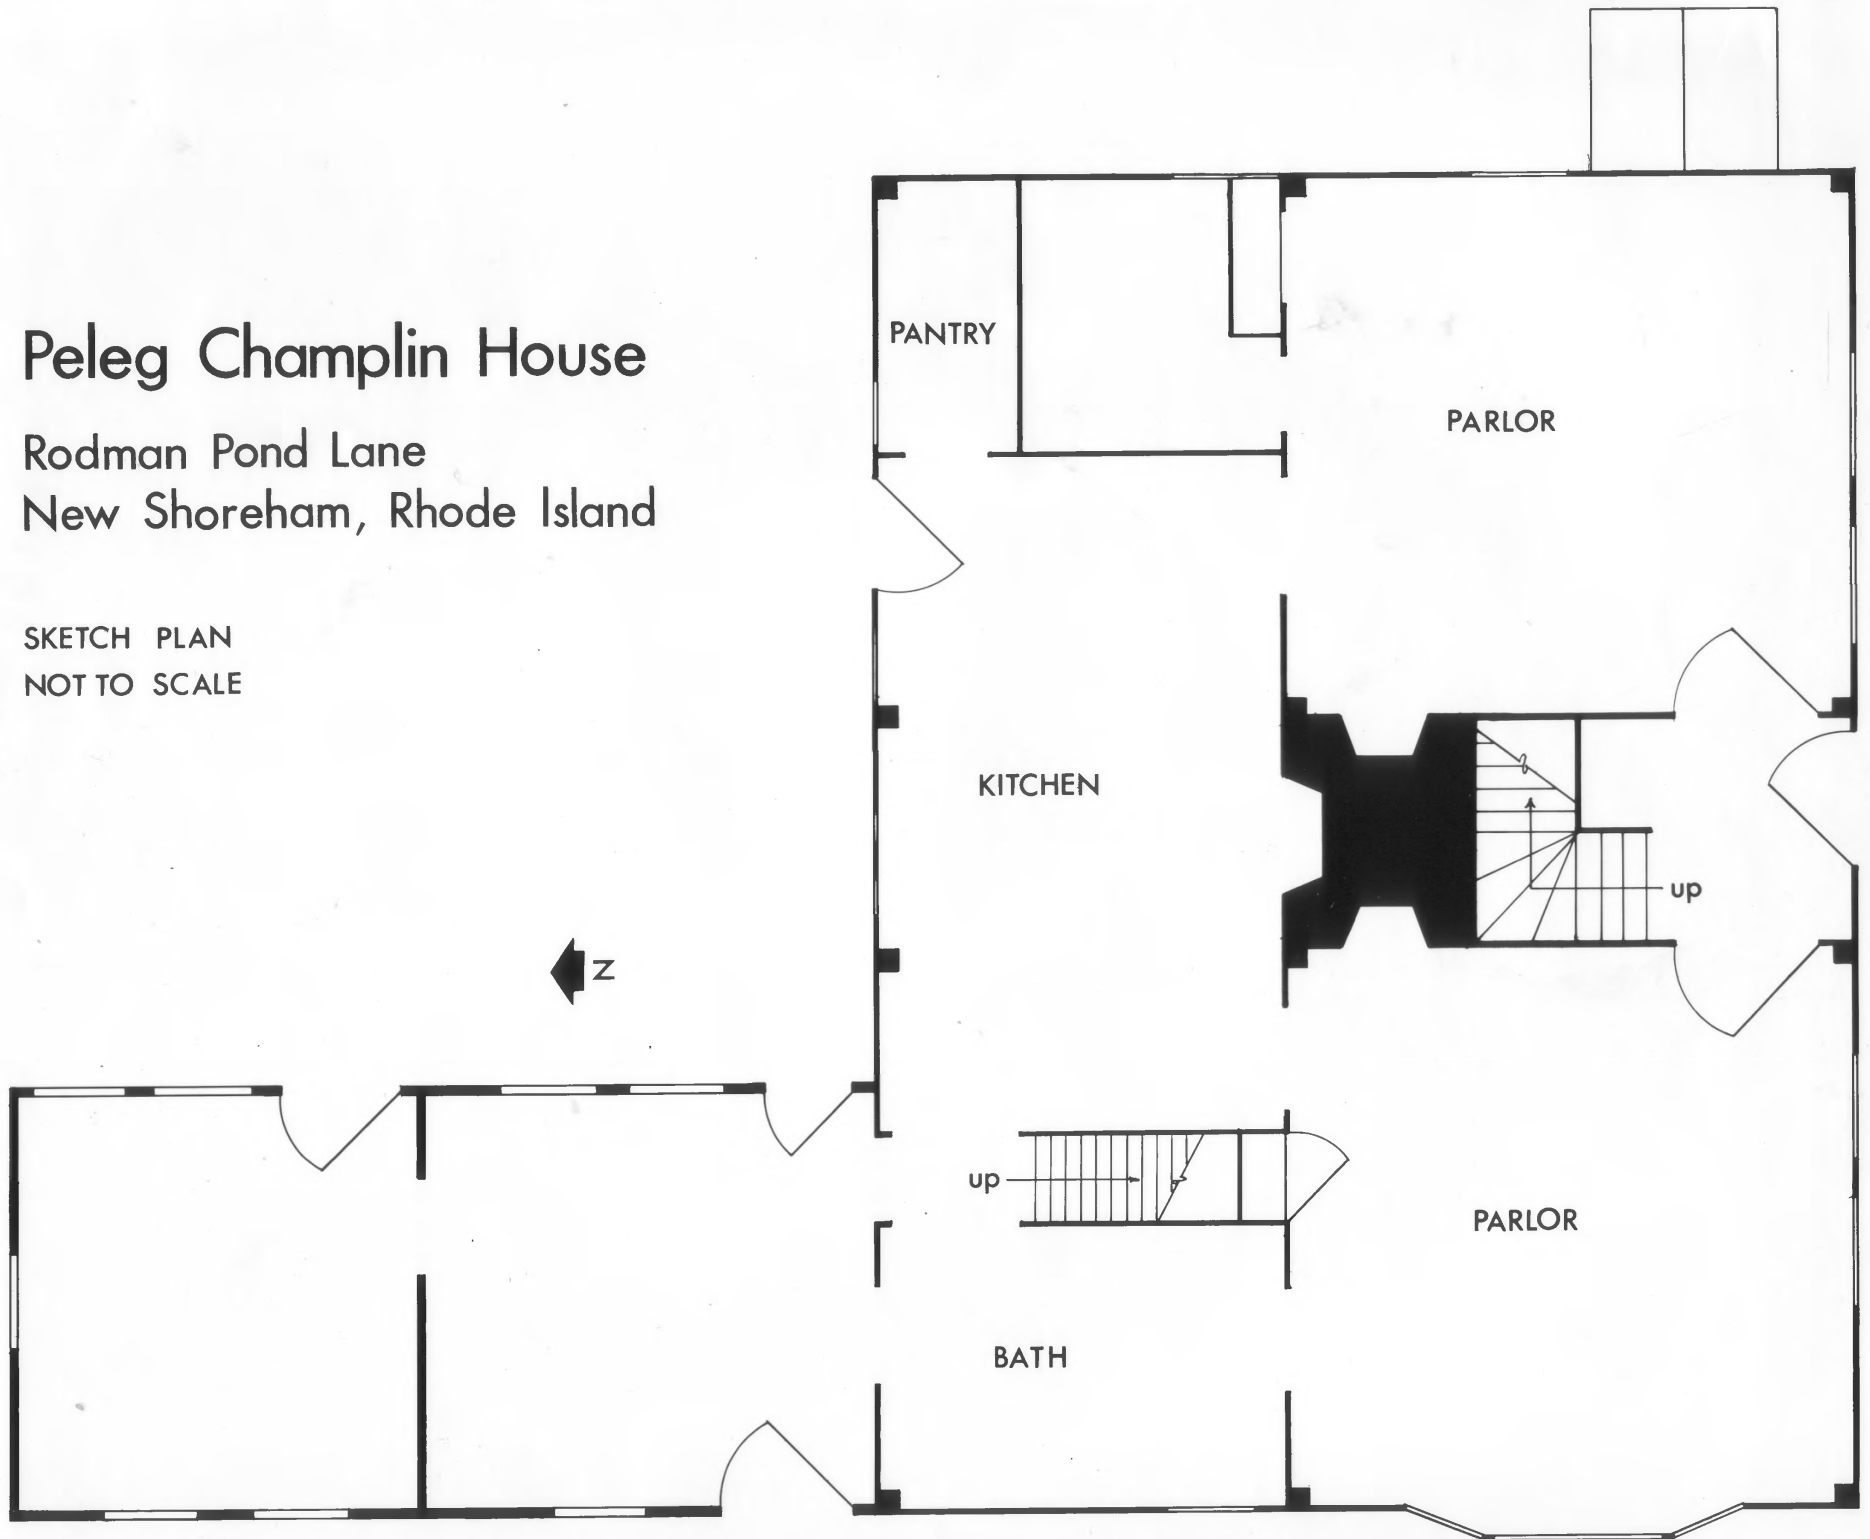 Peleg Champlin House
Rodman Pond Lane
New Shoreham, Rhode Island
SKETCH PLAN
NOT TO SCALE
PANTRY
PARLOR
KITCHEN
up
N
up
PARLOR
BATH